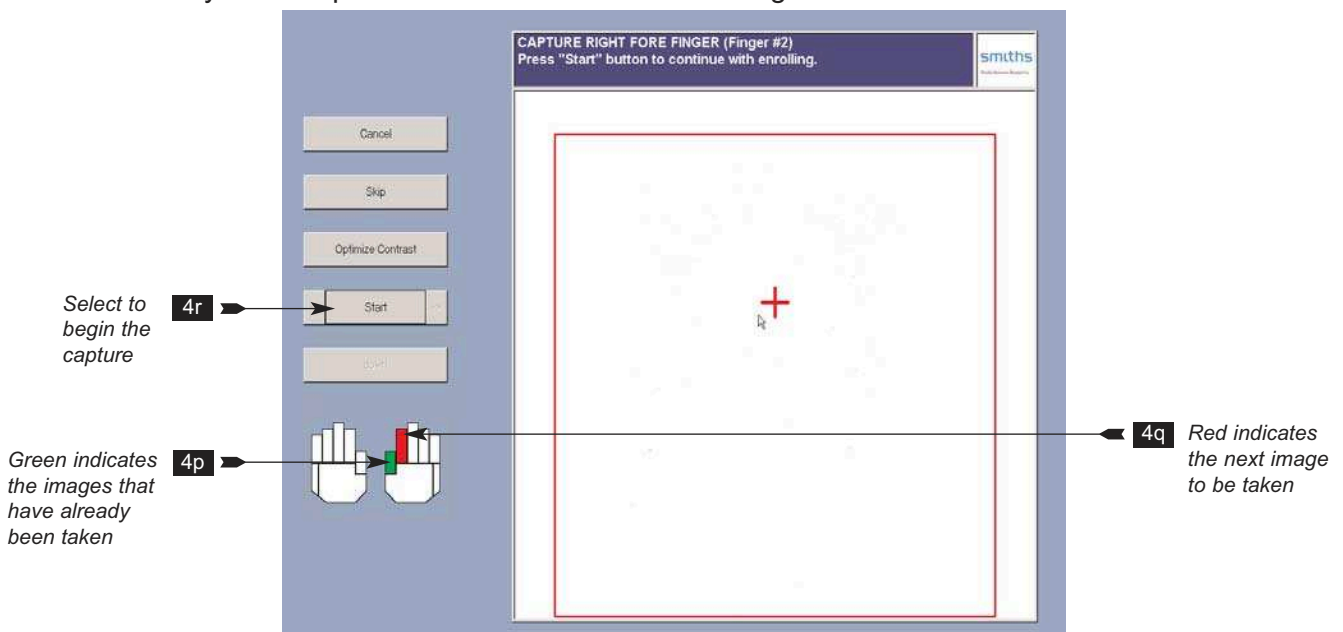 CAPTURE RIGHT FORE FINGER (Finger #2)
Press "Start" button to continue with enrolling.
smiths
Cancel
Skip
Optimize Contrast
Start
Select to
begin the
capture
4r
4q
Red indicates
the next image
to be taken
Green indicates
the images that
have already
been taken
4p